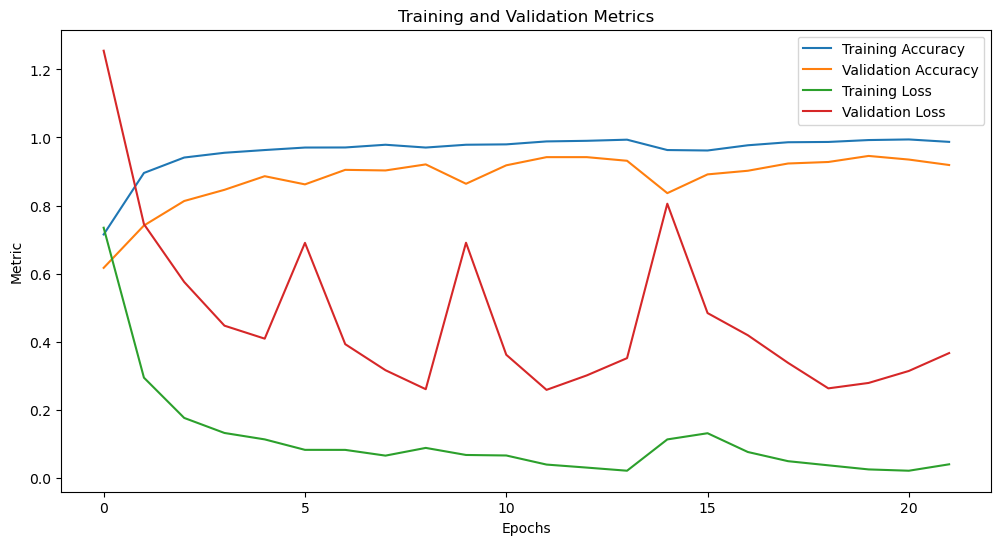 Training and Validation Metrics
Training Accuracy
Validation Accuracy
Training Loss
Validation Loss
Metric
1.2
1.0
0.8
0.6
0.4
0.2
0.0
0
5
10
15
20
Epochs